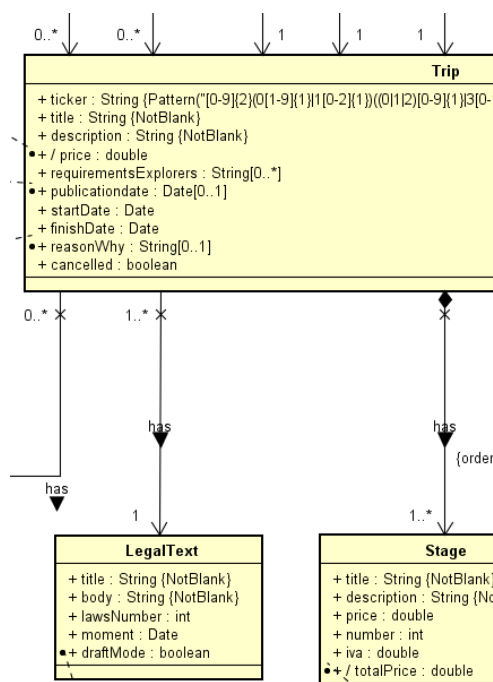 0..* 0..* 1 1 1
Trip
+ ticker : String {Pattern("[0-9]{2}(0[1-9]{1}|1[0-2]{1})((0|1|2)[0-9]{1}|3[0-
+ title : String {NotBlank}
+ description : String {NotBlank}
+ / price : double
+ requirementsExplorers : String[0..*]
+ publicationdate : Date[0..1]
+ startDate : Date
+ finishDate : Date
+ reasonWhy : String[0..1]
+ cancelled : boolean
0..* 1..*
has has
{order
has
1 1..*
LegalText
+ title : String {NotBlank}
+ body : String {NotBlank}
+ lawsNumber : int
+ moment : Date
+ draftMode : boolean
Stage
+ title : String {NotBlank}
+ description : String {No
+ price : double
+ number : int
+ iva : double
+ / totalPrice : double